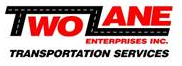 TWO LANE
ENTERPRISES INC.
TRANSPORTATION SERVICES